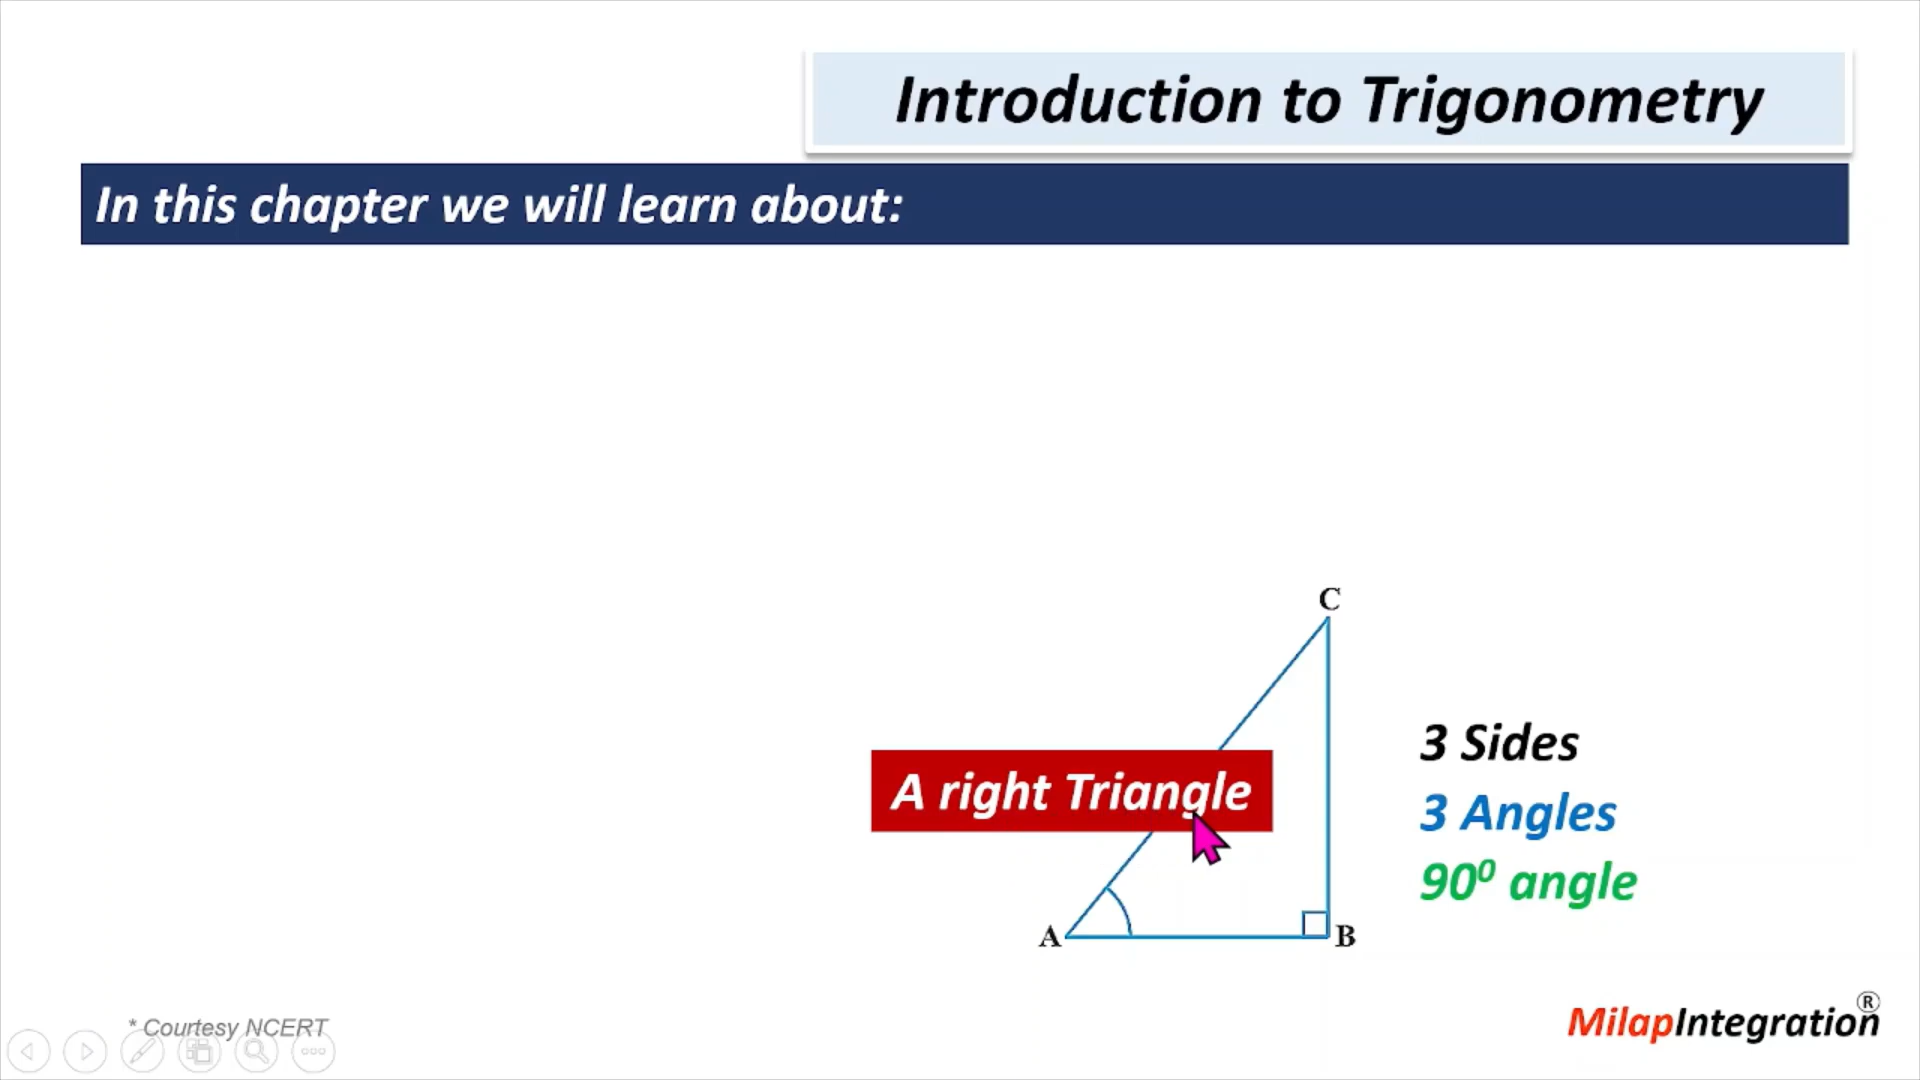 Introduction to Trigonometry
In this chapter we will learn about:
C
3 Sides
A right Triangle
3 Angles
90⁰ angle
A
B
* Courtesy NCERT
MilapIntegration®